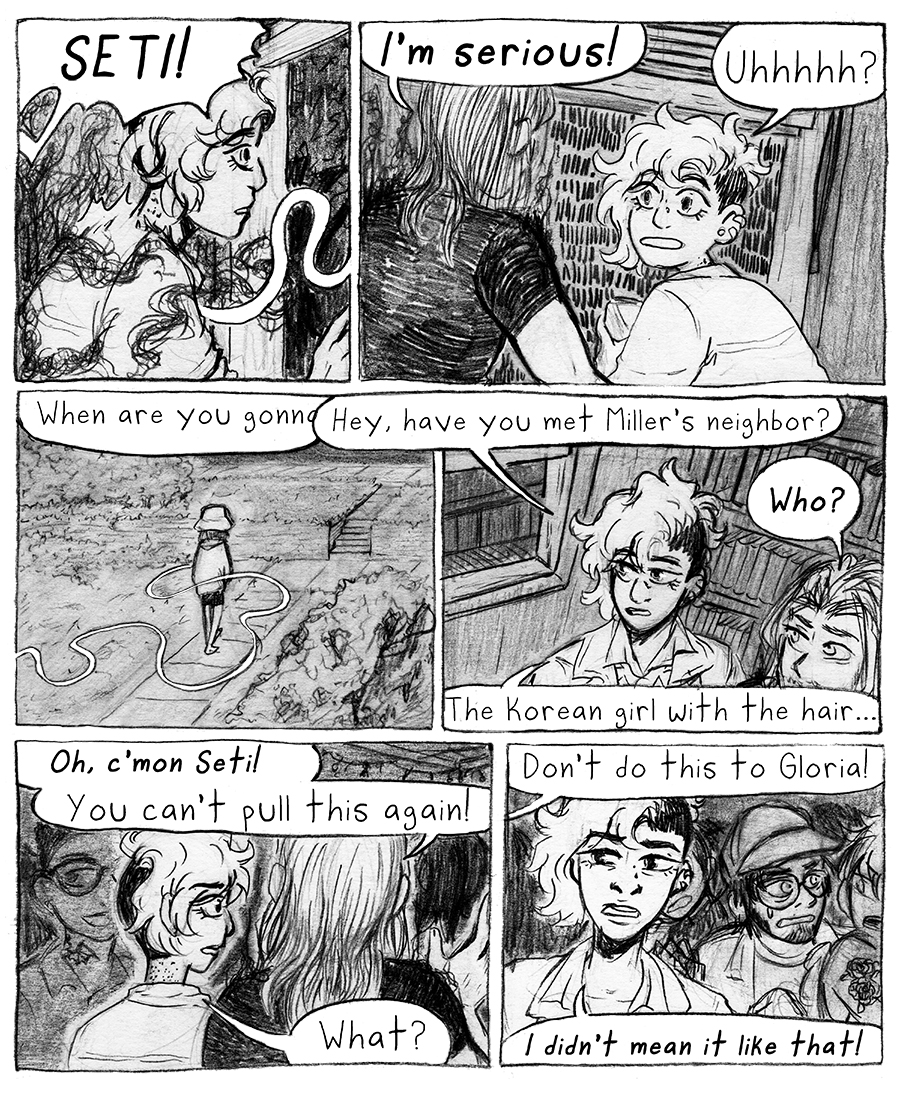 SETI!
I'm serious!
Uhhhhh?
When are you gonna
Hey, have you met Miller's neighbor?
Who?
The Korean girl with the hair...
Oh, c'mon Seti!
You can't pull this again!
What?
Don't do this to Gloria!
I didn't mean it like that!